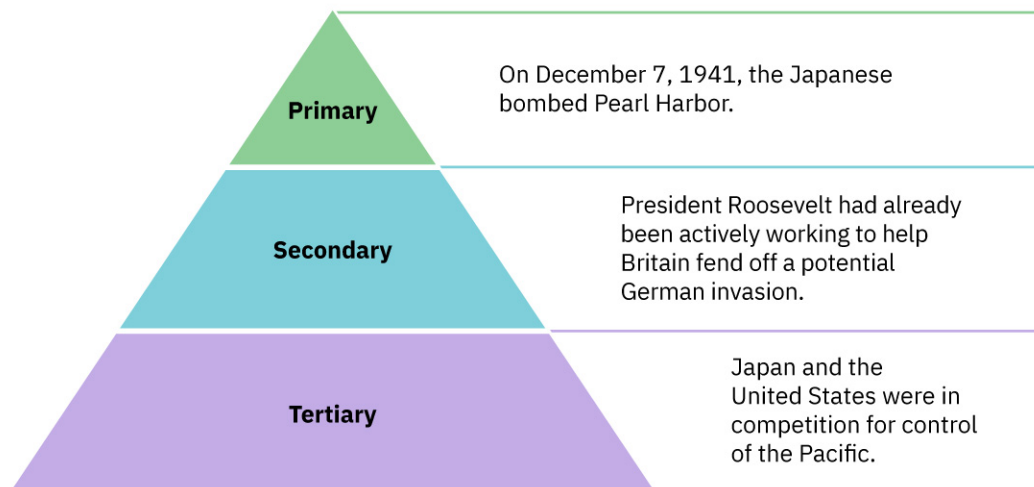 Primary
On December 7, 1941, the Japanese
bombed Pearl Harbor.
Secondary
President Roosevelt had already
been actively working to help
Britain fend off a potential
German invasion.
Tertiary
Japan and the
United States were in
competition for control
of the Pacific.